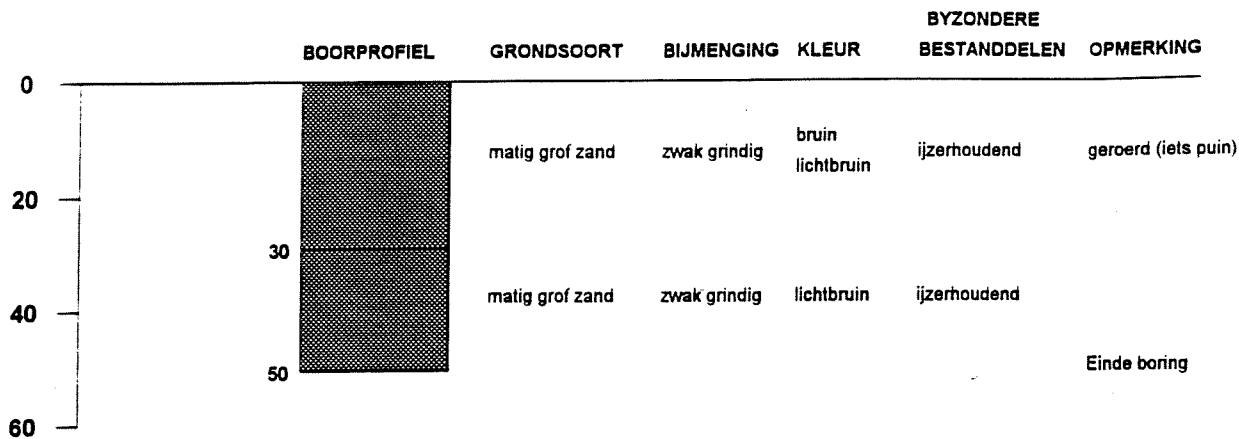 BYZONDERE
BOORPROFIEL GRONDSOORT BIJMENGING KLEUR BESTANDDELEN OPMERKING
0
bruin
matig grof zand zwak grindig lichtbruin ijzerhoudend geroerd (iets puin)
20
30
matig grof zand zwak grindig lichtbruin ijzerhoudend
40
Einde boring
50
60